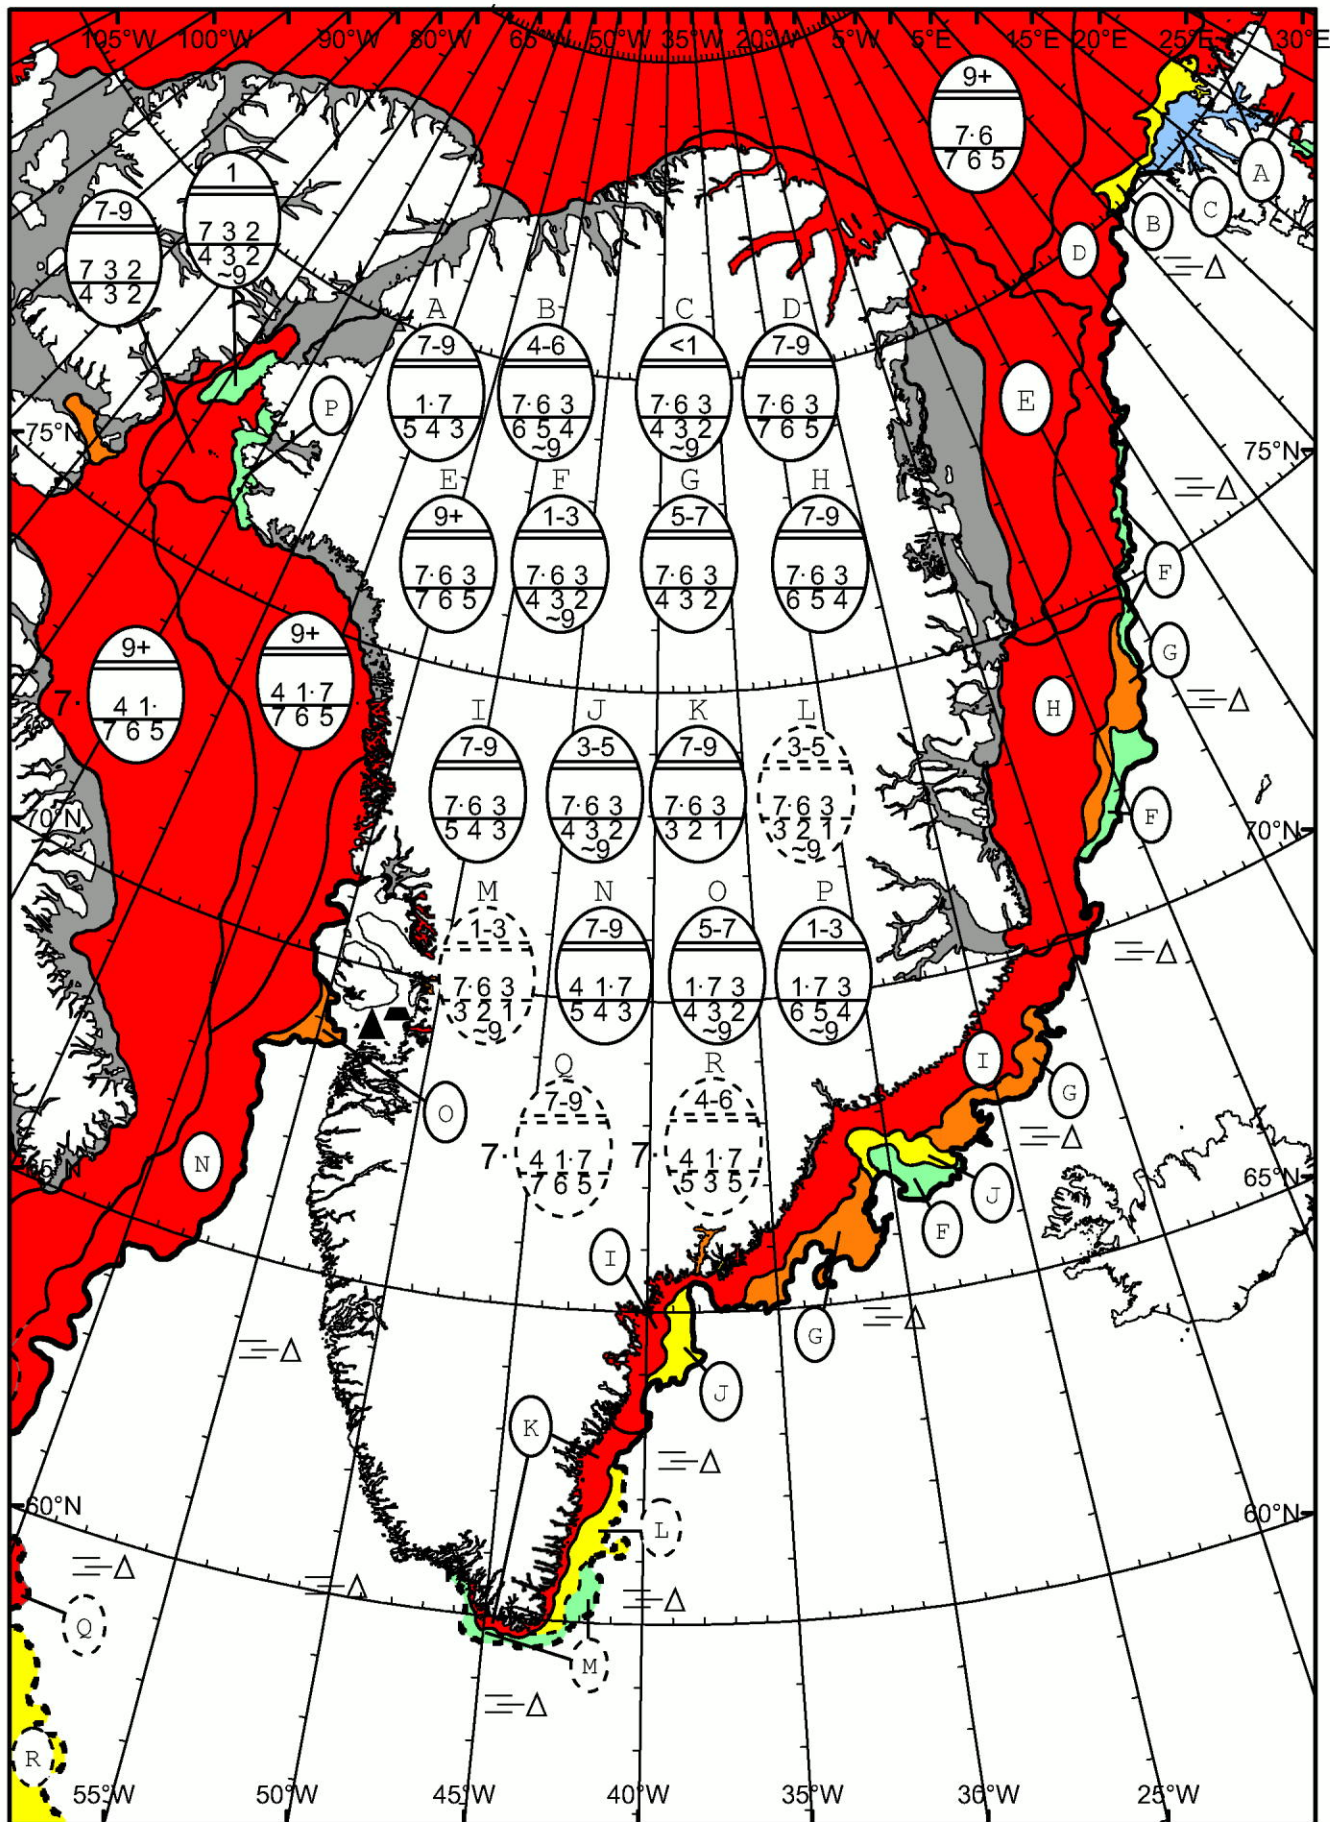 105°W 100°W 90°W 80°W 65°W 50°W 35°W 20°W 5°W 5°E 15°E 20°E 25°E 30°E
9+
7·6
7 6 5
1
7 3 2
4 3 2
~9
7-9
7 3 2
4 3 2
A
B
C
D
P
A B C D
7-9 4-6 <1 7-9
1·7 7·6 3 7·6 3 7·6 3
5 4 3 6 5 4 4 3 2 7 6 5
~9 ~9
E
75°N 75°N
E F G H
9+ 1-3 5-7 7-9
7·6 3 7·6 3 7·6 3 7·6 3
7 6 5 4 3 2 4 3 2 6 5 4
~9
F
G
9+ 9+
7· 4 1· 4 1·7
7 6 5 7 6 5
H
I J K L
7-9 3-5 7-9 3-5
7·6 3 7·6 3 7·6 3 7·6 3
5 4 3 4 3 2 3 2 1 3 2 1
~9 ~9
70°N F 70°N
M N O P
1-3 7-9 5-7 1-3
7·6 3 4 1·7 1·7 3 1·7 3
3 2 1 5 4 3 4 3 2 6 5 4
~9 ~9 ~9
I
G
O
Q R
7-9 4-6
7· 4 1·7 7· 4 1·7
7 6 5 5 3 5
65°N N 65°N
J
F
I
G
J
K
60°N 60°N
L
Q
M
R
55°W 50°W 45°W 40°W 35°W 30°W 25°W